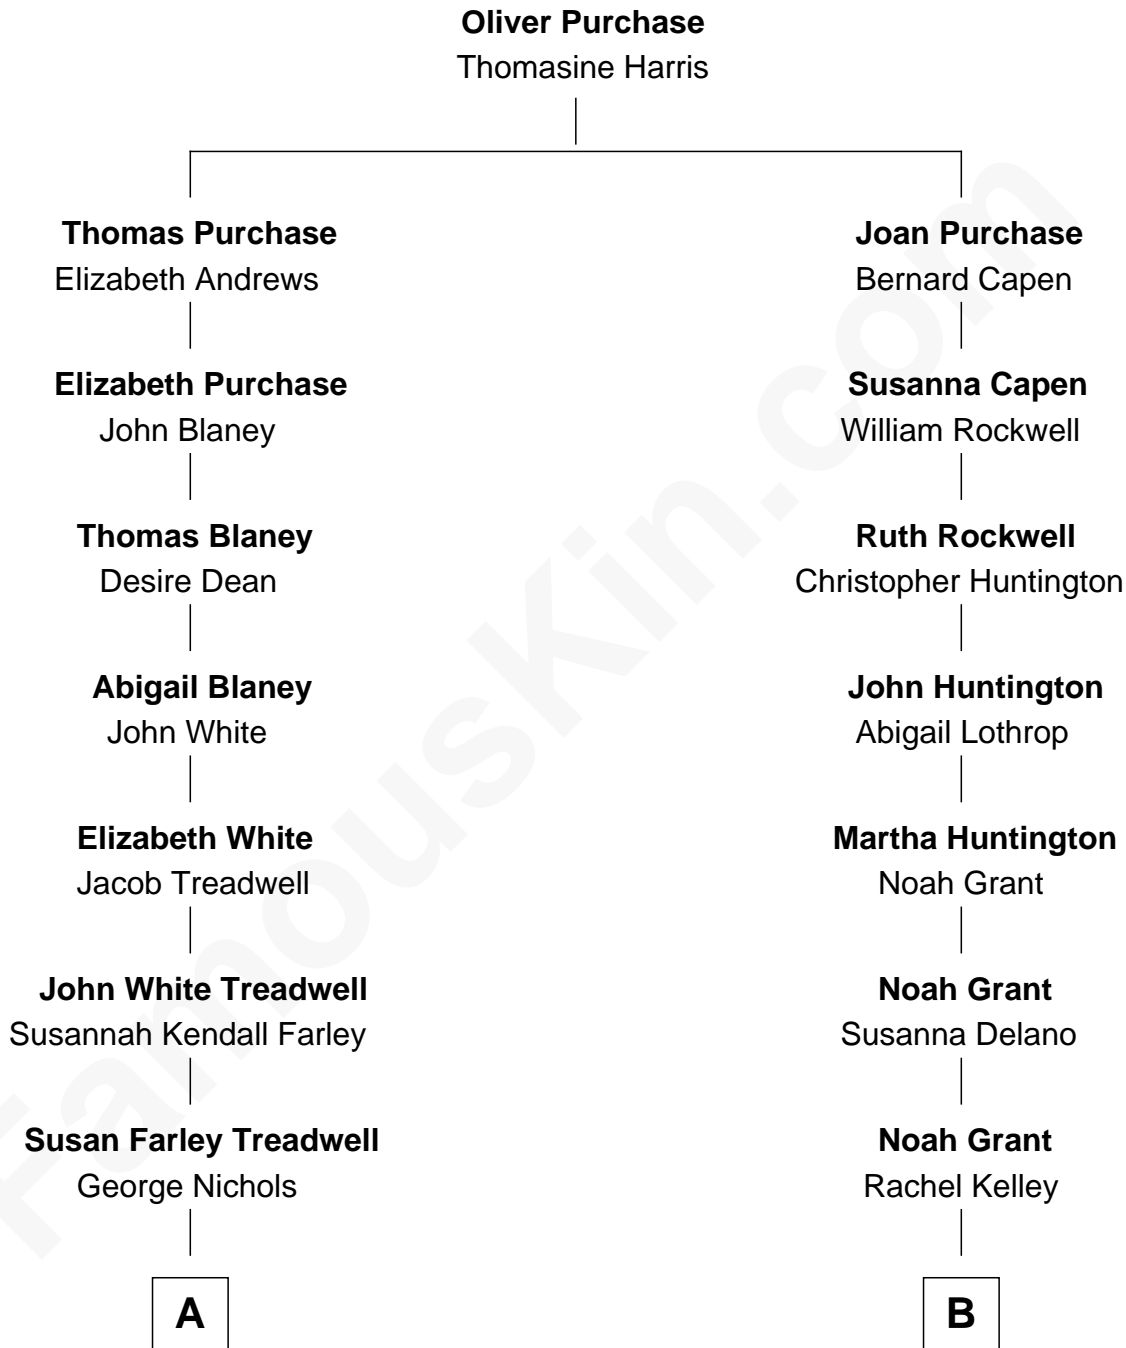 Oliver Purchase
Thomasine Harris
Thomas Purchase
Elizabeth Andrews
Joan Purchase
Bernard Capen
Elizabeth Purchase
John Blaney
Susanna Capen
William Rockwell
Thomas Blaney
Desire Dean
Ruth Rockwell
Christopher Huntington
Abigail Blaney
John White
John Huntington
Abigail Lothrop
Elizabeth White
Jacob Treadwell
Martha Huntington
Noah Grant
John White Treadwell
Susannah Kendall Farley
Noah Grant
Susanna Delano
Susan Farley Treadwell
George Nichols
Noah Grant
Rachel Kelley
A
B
FamousKin.com